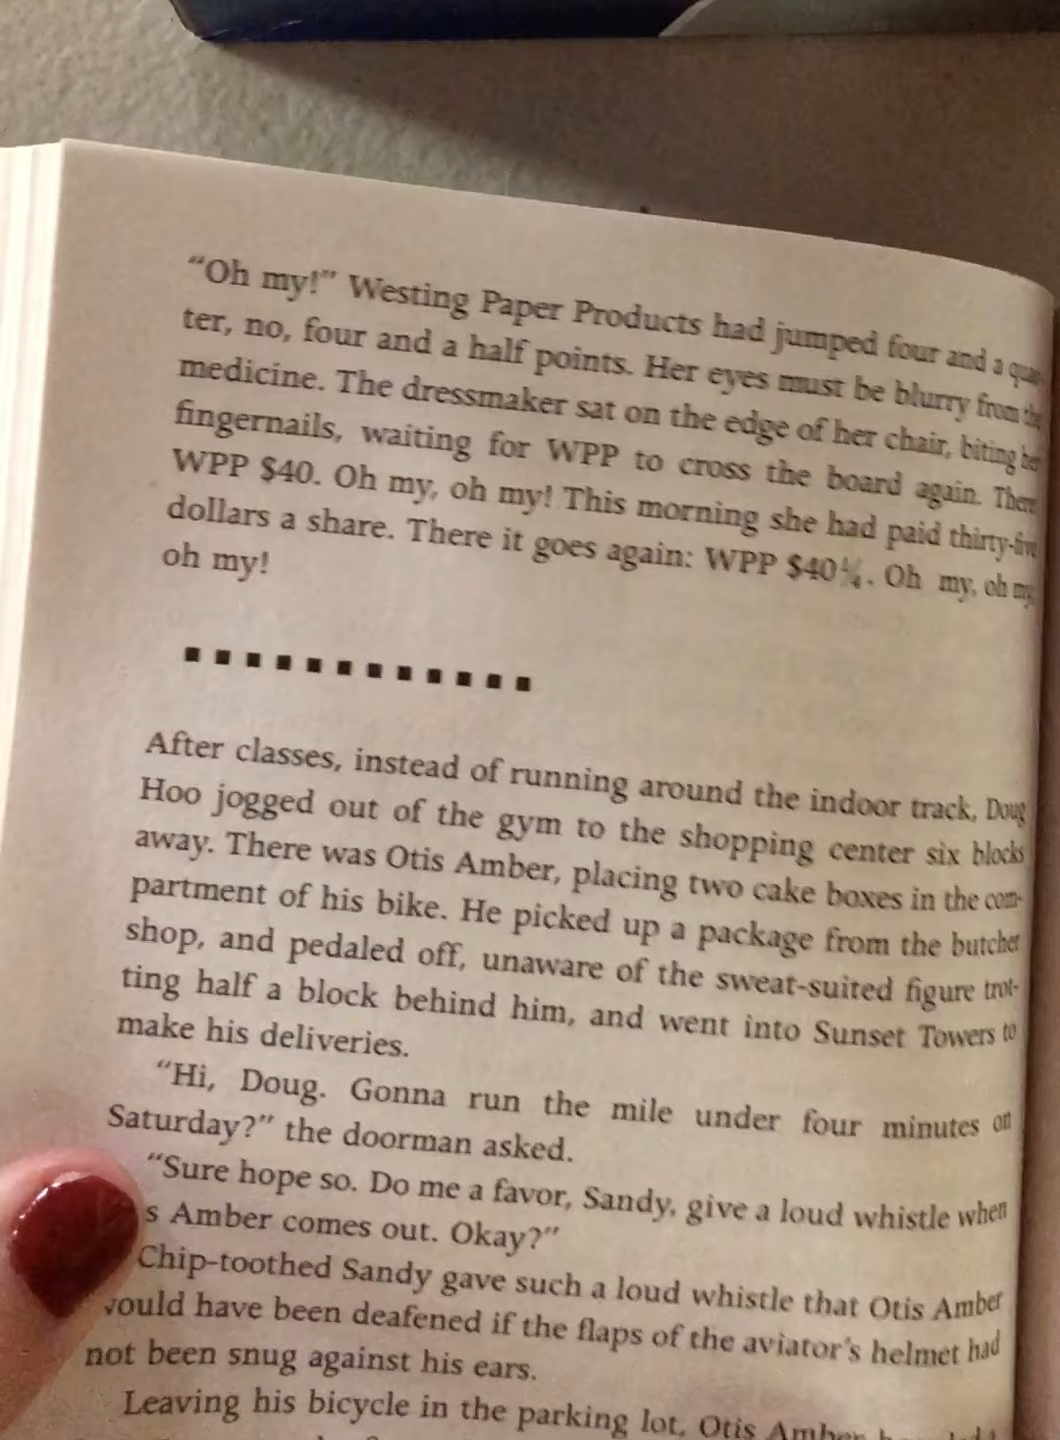 “Oh my!” Westing Paper Products had jumped four and a quar-
ter, no, four and a half points. Her eyes must be blurry from the
medicine. The dressmaker sat on the edge of her chair, biting her
fingernails, waiting for WPP to cross the board again. There
WPP $40. Oh my, oh my! This morning she had paid thirty-five
dollars a share. There it goes again: WPP $40¼. Oh my, oh my,
oh my!
After classes, instead of running around the indoor track, Doug
Hoo jogged out of the gym to the shopping center six blocks
away. There was Otis Amber, placing two cake boxes in the com-
partment of his bike. He picked up a package from the butcher
shop, and pedaled off, unaware of the sweat-suited figure trot-
ting half a block behind him, and went into Sunset Towers to
make his deliveries.
“Hi, Doug. Gonna run the mile under four minutes on
Saturday?” the doorman asked.
“Sure hope so. Do me a favor, Sandy, give a loud whistle when
s Amber comes out. Okay?”
Chip-toothed Sandy gave such a loud whistle that Otis Amber
would have been deafened if the flaps of the aviator’s helmet had
not been snug against his ears.
Leaving his bicycle in the parking lot, Otis Amber